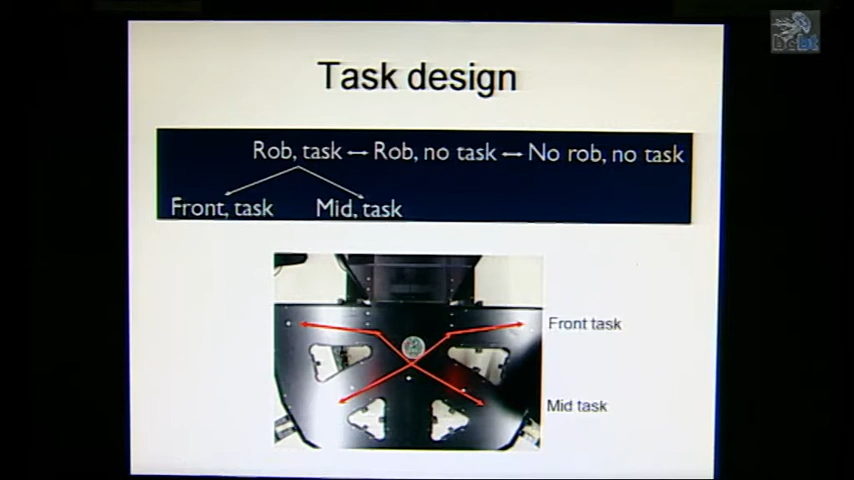 bcbt
Task design
Rob, task ↔ Rob, no task ↔ No rob, no task
Front, task Mid, task
Front task
Mid task